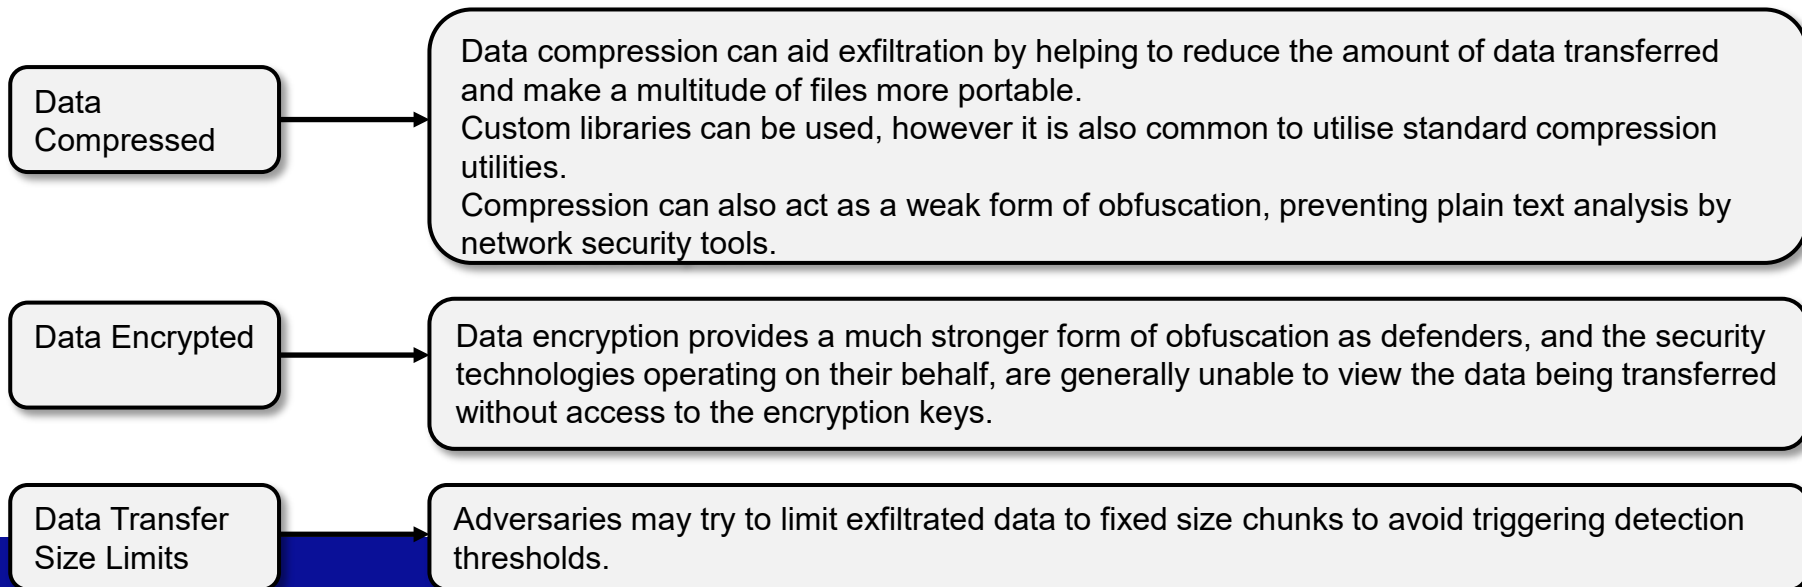 Data
Compressed
Data compression can aid exfiltration by helping to reduce the amount of data transferred
and make a multitude of files more portable.
Custom libraries can be used, however it is also common to utilise standard compression
utilities.
Compression can also act as a weak form of obfuscation, preventing plain text analysis by
network security tools.
Data Encrypted
Data encryption provides a much stronger form of obfuscation as defenders, and the security
technologies operating on their behalf, are generally unable to view the data being transferred
without access to the encryption keys.
Data Transfer
Size Limits
Adversaries may try to limit exfiltrated data to fixed size chunks to avoid triggering detection
thresholds.